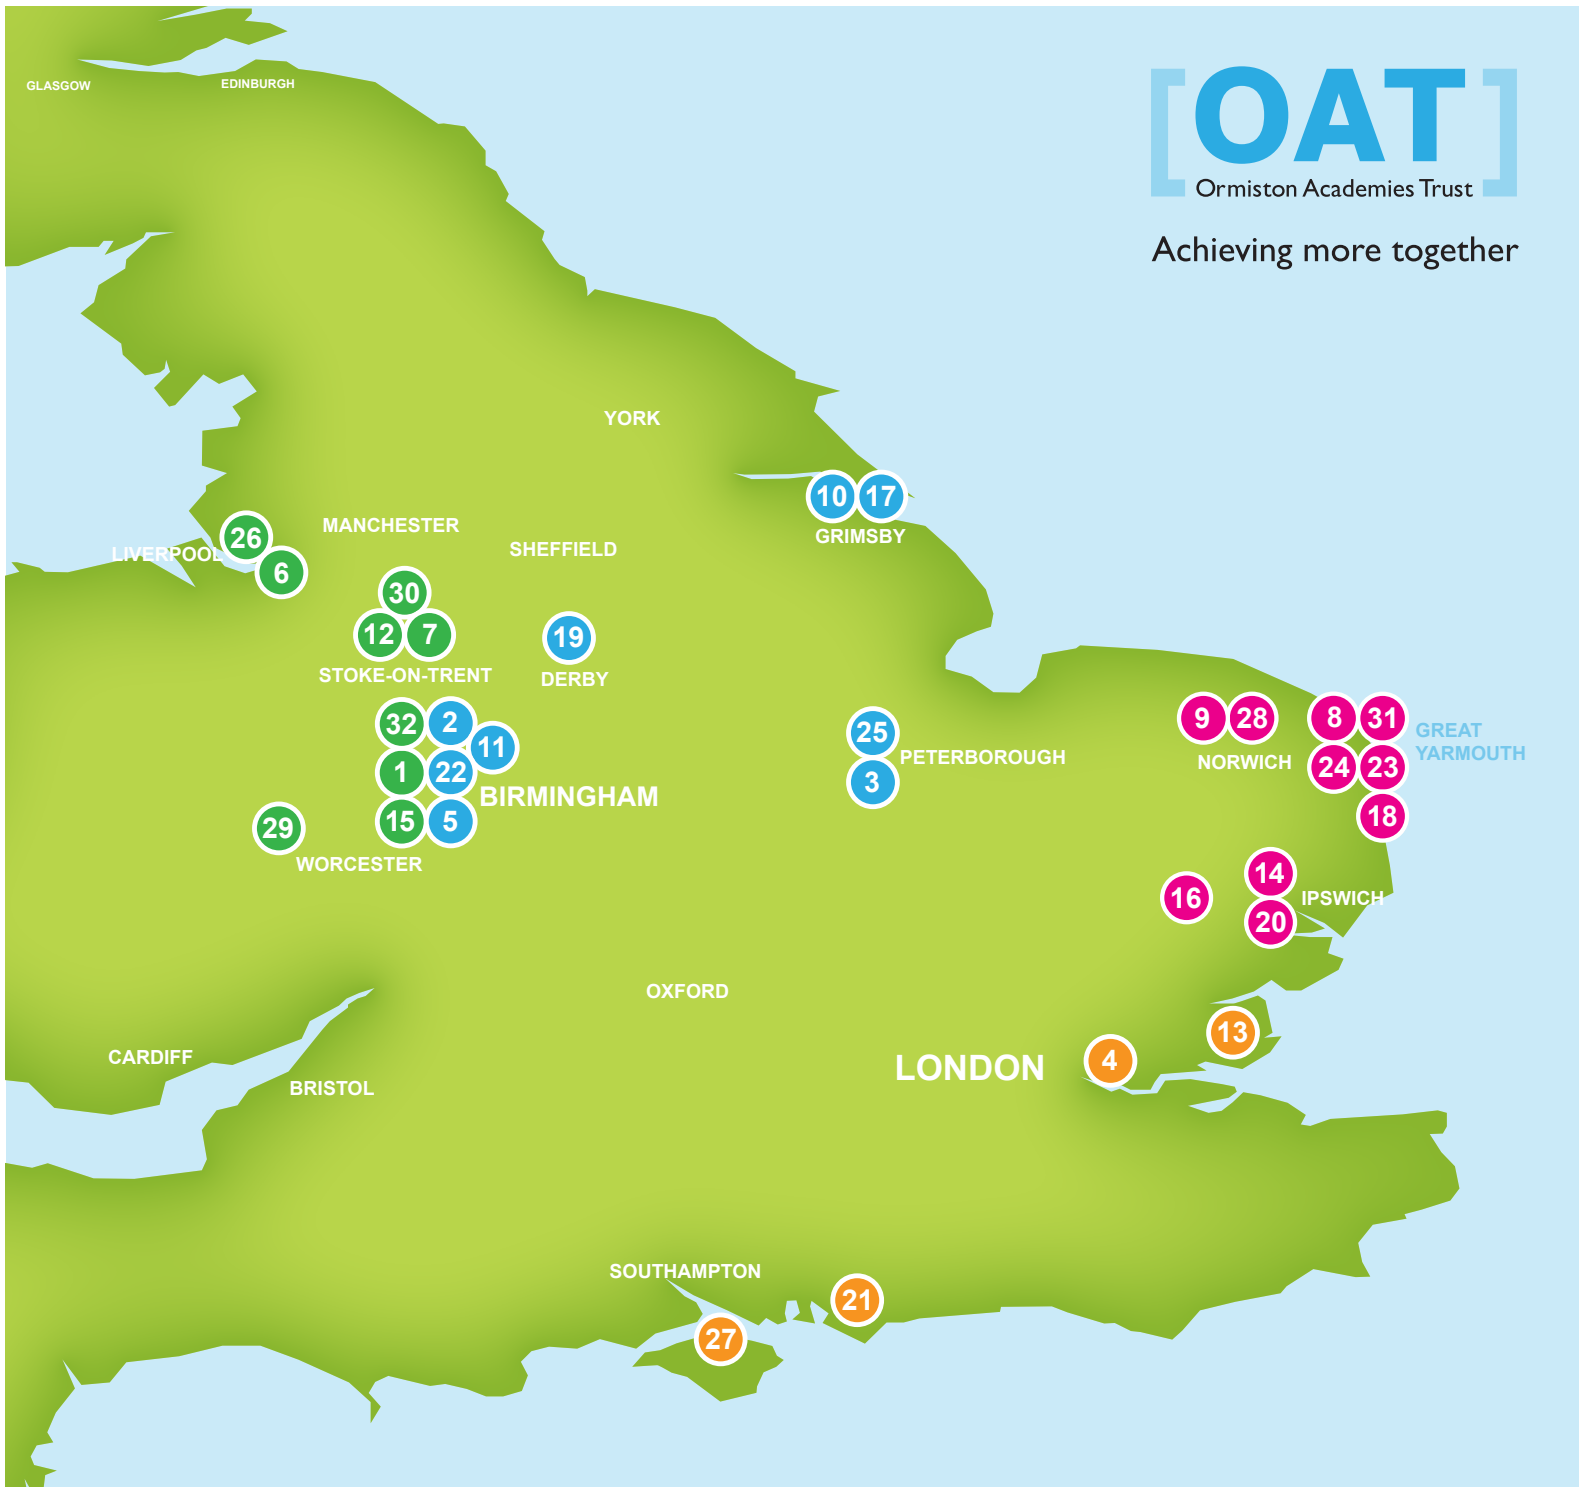 [OAT]
Ormiston Academies Trust
Achieving more together
GLASGOW
EDINBURGH
YORK
10 17
GRIMSBY
MANCHESTER
26
LIVERPOOL
6
SHEFFIELD
30
12 7
STOKE-ON-TRENT
19
DERBY
32 2
11
1 22
BIRMINGHAM
15 5
29
WORCESTER
25
PETERBOROUGH
3
9 28
NORWICH
8 31
GREAT
YARMOUTH
24 23
18
14
16
IPSWICH
20
OXFORD
CARDIFF
BRISTOL
LONDON
4
13
SOUTHAMPTON
21
27